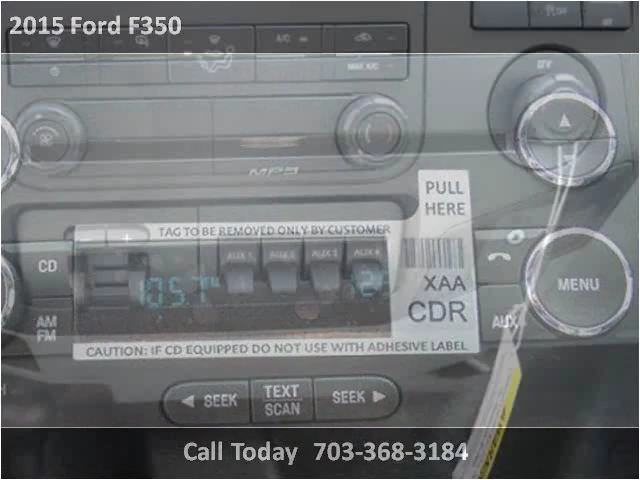 2015 Ford F350
A/C
MAX A/C
MP3
PULL
HERE
TAG TO BE REMOVED ONLY BY CUSTOMER
CD
AUX 1
AUX 2
AUX 3
AUX 4
XAA
CDR
MENU
AM
FM
AUX
CAUTION: IF CD EQUIPPED DO NOT USE WITH ADHESIVE LABEL
SEEK
TEXT
SCAN
SEEK
Call Today 703-368-3184